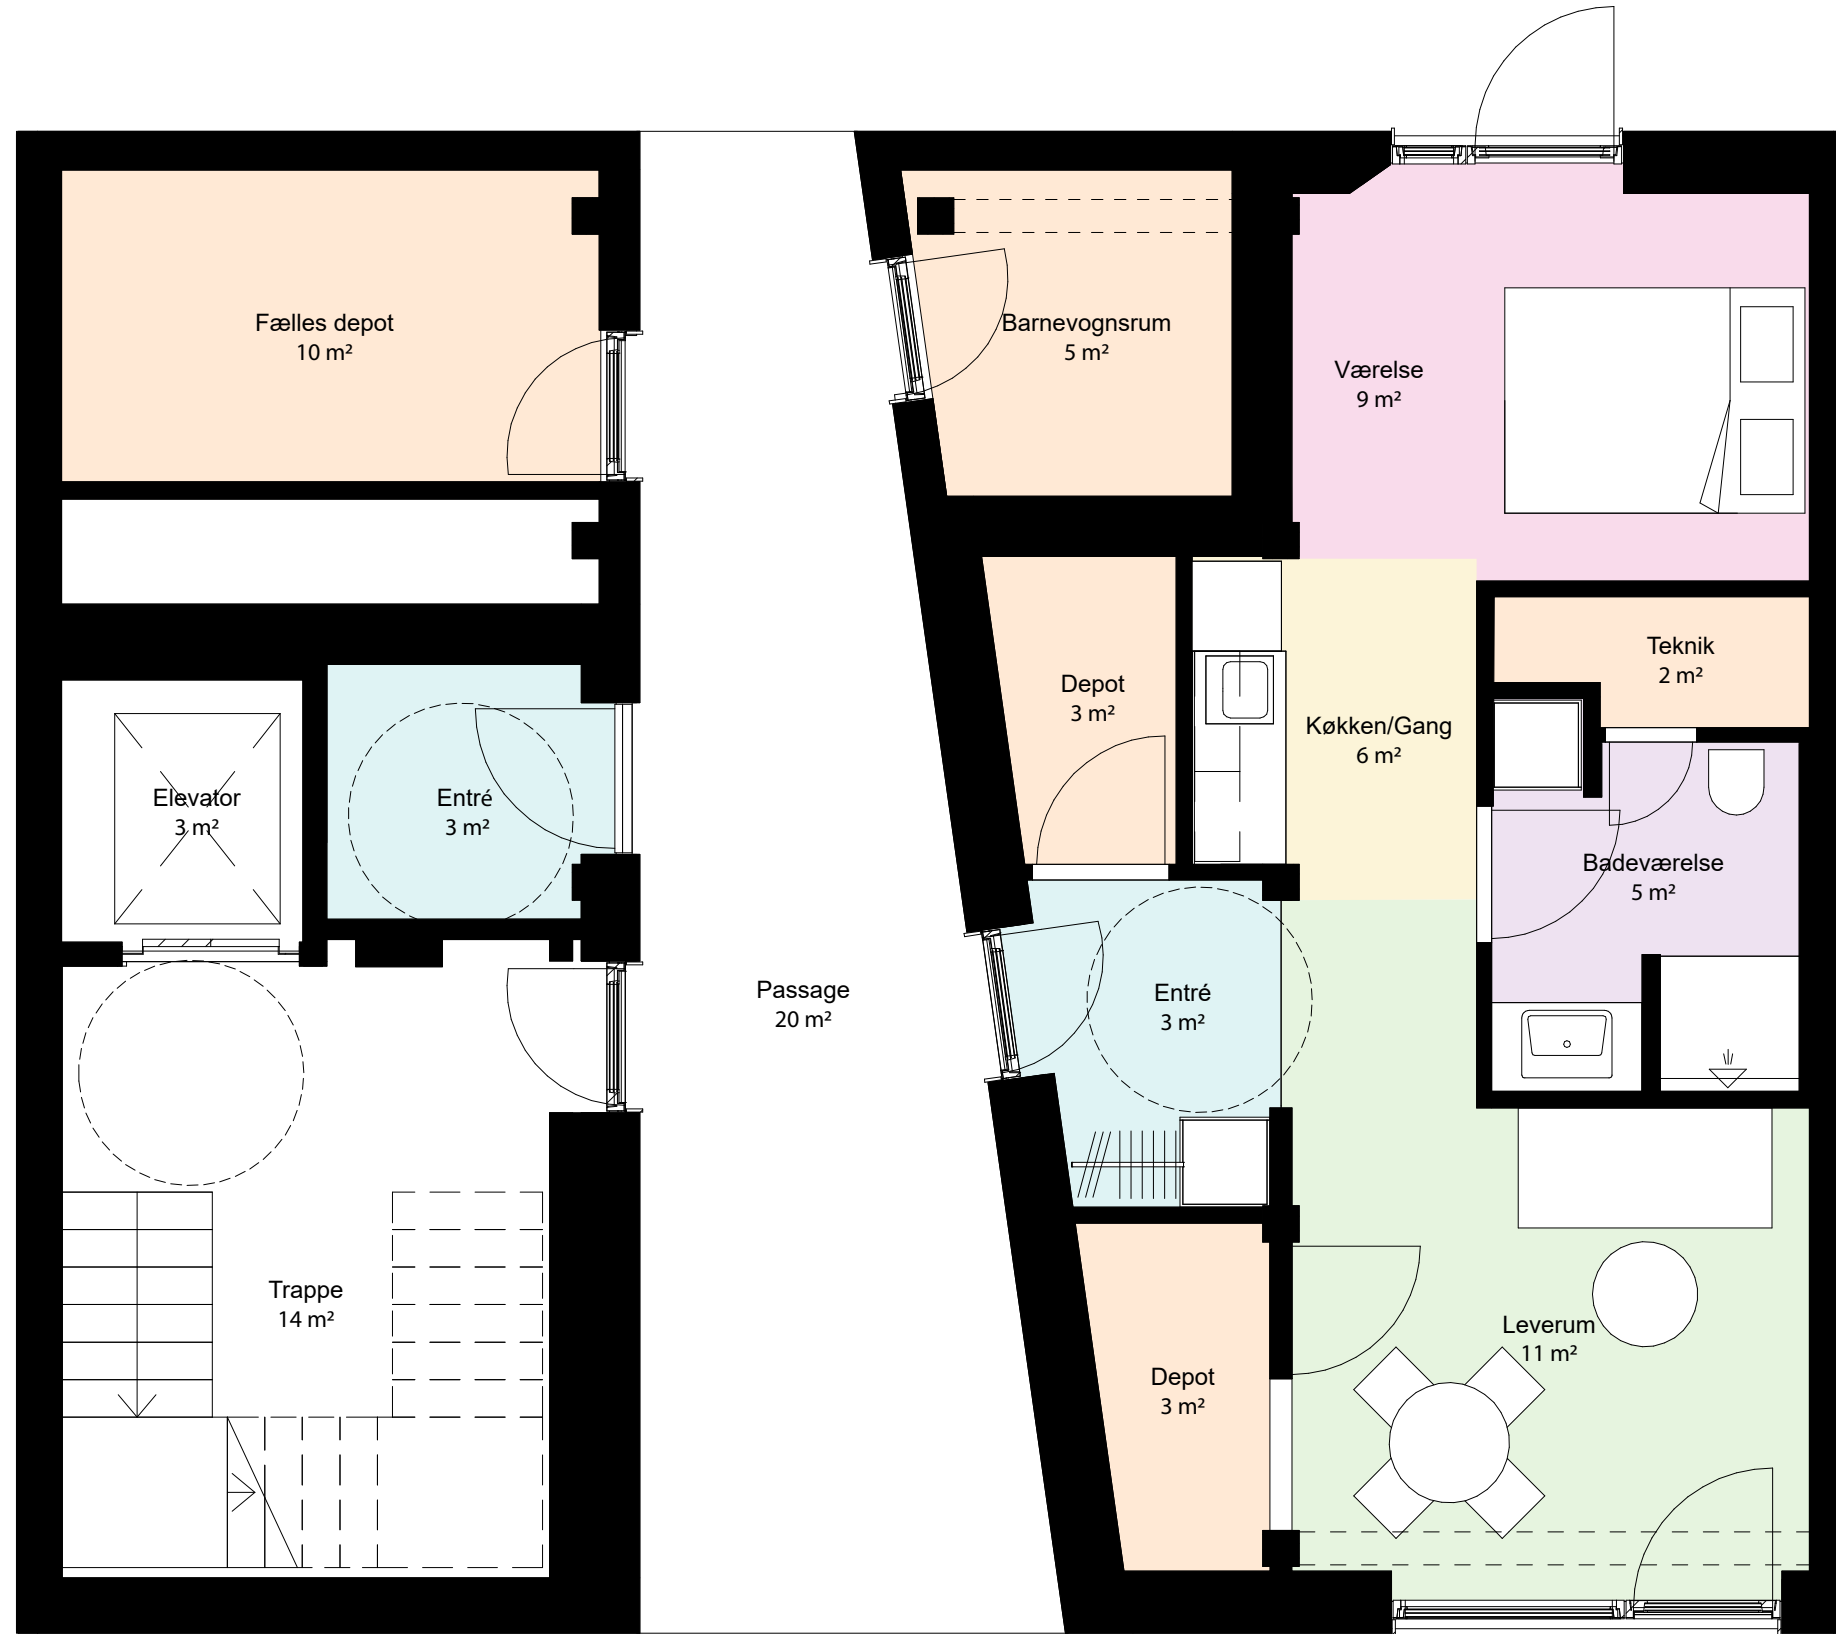 Fælles depot
10 m²
Barnevognsrum
5 m²
Værelse
9 m²
Teknik
2 m²
Depot
3 m²
Køkken/Gang
6 m²
Elevator
3 m²
Entré
3 m²
Badeværelse
5 m²
Passage
20 m²
Entré
3 m²
Trappe
14 m²
Leverum
11 m²
Depot
3 m²